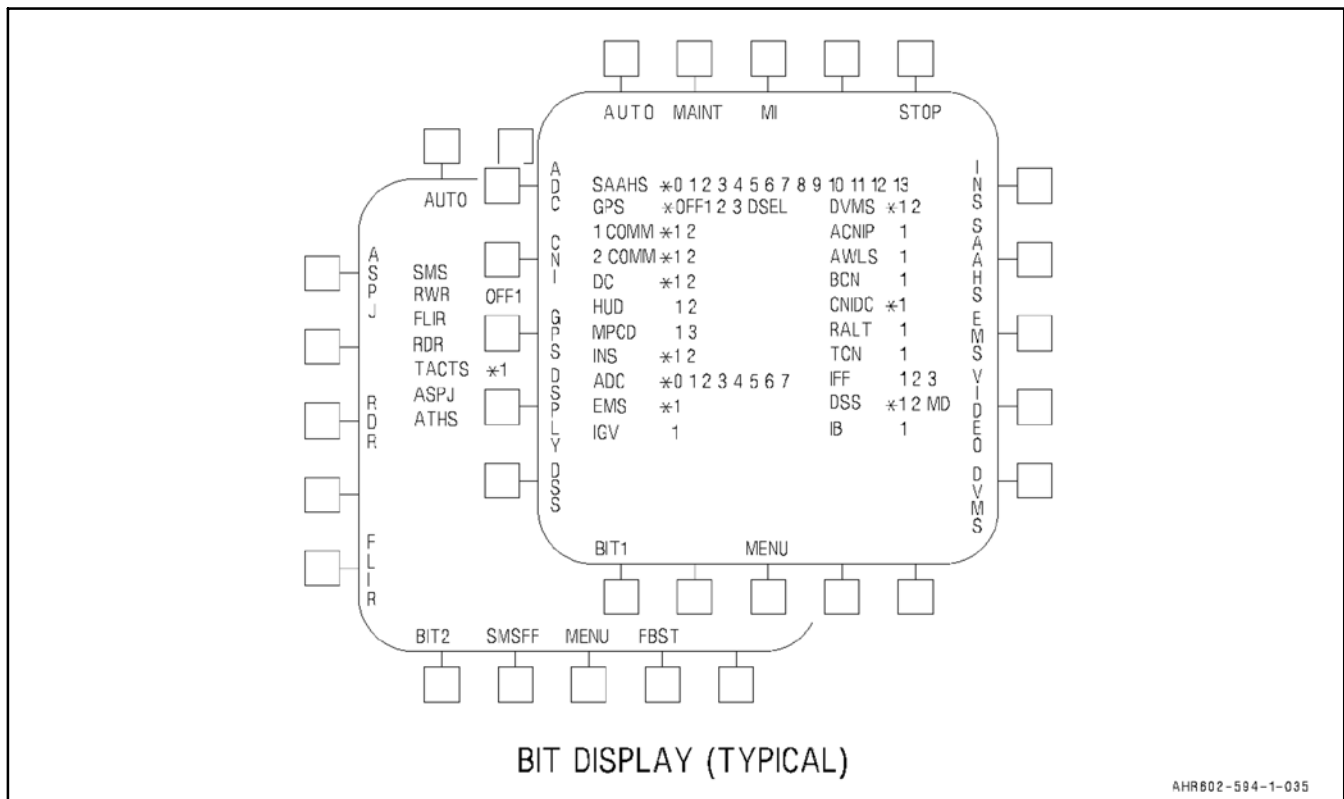 AUTO MAINT MI STOP
ADC CNI GPS DSPLY DSS
SAAHS *0 1 2 3 4 5 6 7 8 9 10 11 12 13
GPS *OFF1 2 3 DSEL DVMS *1 2
1 COMM *1 2 ACNIP 1
2 COMM *1 2 AWLS 1
DC *1 2 BCN 1
HUD 1 2 CNIDC *1
MPCD 1 3 RALT 1
INS *1 2 TCN 1
ADC *0 1 2 3 4 5 6 7 IFF 1 2 3
EMS *1 DSS *1 2 MD
IGV 1 IB 1
INS SAAHS EMS VIDEO DVMS
BIT1 MENU
AUTO
ASPJ RDR FLIR
SMS
RWR OFF1
FLIR
RDR
TACTS *1
ASPJ
ATHS
BIT2 SMSFF MENU FBST
BIT DISPLAY (TYPICAL)
AHR602-594-1-035